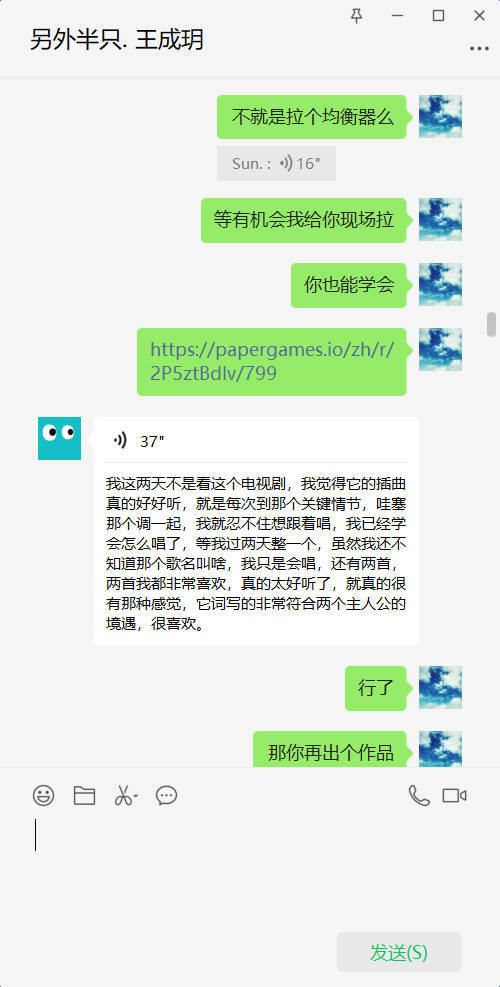 另外半只. 王成玥
不就是拉个均衡器么
Sun. : 16"
等有机会我给你现场拉
你也能学会
https://papergames.io/zh/r/
2P5ztBdlv/799
37"
我这两天不是看这个电视剧，我觉得它的插曲
真的好好听，就是每次到那个关键情节，哇塞
那个调一起，我就忍不住想跟着唱，我已经学
会怎么唱了，等我过两天整一个，虽然我还不
知道那个歌名叫啥，我只是会唱，还有两首，
两首我都非常喜欢，真的太好听了，就真的很
有那种感觉，它词写的非常符合两个主人公的
境遇，很喜欢。
行了
那你再出个作品
发送(S)